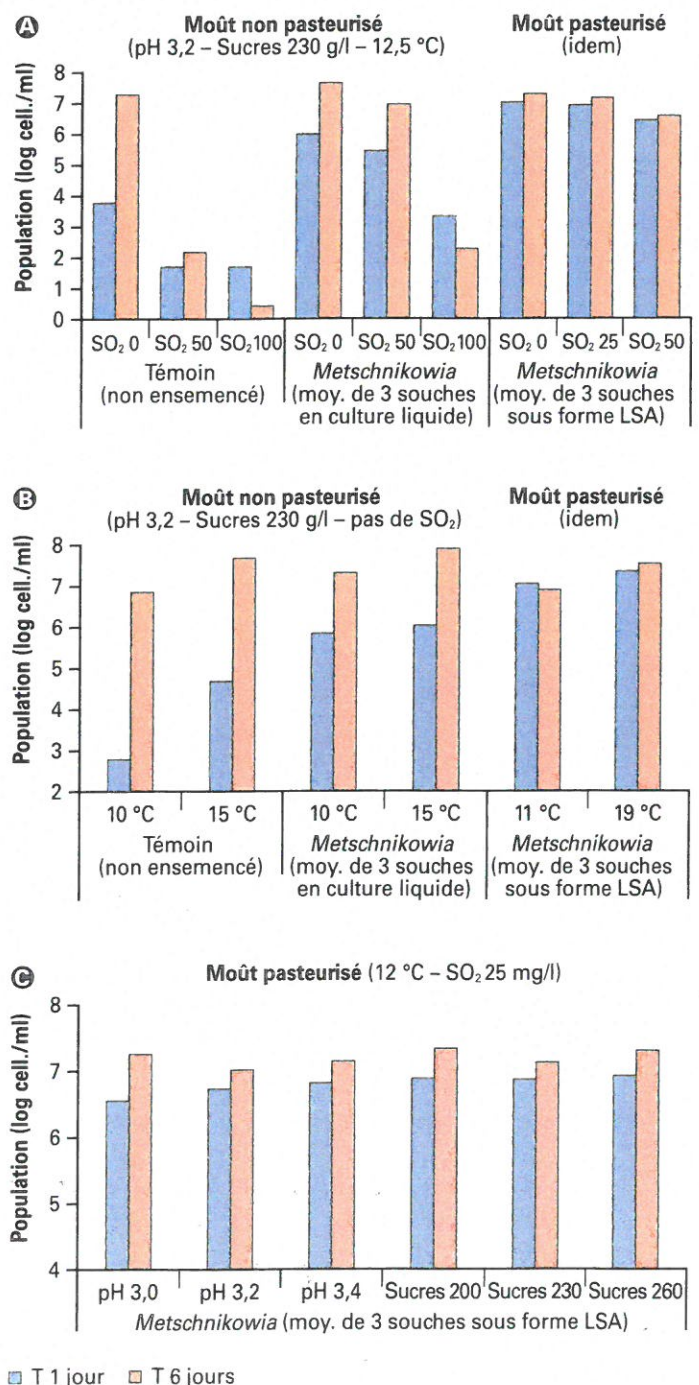 A
Moût non pasteurisé
(pH 3,2 – Sucres 230 g/l – 12,5 °C)
Moût pasteurisé
(idem)
Population (log cell./ml)
8
7
6
5
4
3
2
1
0
SO₂ 0 SO₂ 50 SO₂100 SO₂ 0 SO₂ 50 SO₂100 SO₂ 0 SO₂ 25 SO₂ 50
Témoin
(non ensemencé)
Metschnikowia
(moy. de 3 souches
en culture liquide)
Metschnikowia
(moy. de 3 souches
sous forme LSA)
B
Moût non pasteurisé
(pH 3,2 – Sucres 230 g/l – pas de SO₂)
Moût pasteurisé
(idem)
Population (log cell./ml)
8
7
6
5
4
3
2
10 °C 15 °C 10 °C 15 °C 11 °C 19 °C
Témoin
(non ensemencé)
Metschnikowia
(moy. de 3 souches
en culture liquide)
Metschnikowia
(moy. de 3 souches
sous forme LSA)
C
Moût pasteurisé (12 °C – SO₂ 25 mg/l)
Population (log cell./ml)
8
7
6
5
4
pH 3,0 pH 3,2 pH 3,4 Sucres 200 Sucres 230 Sucres 260
Metschnikowia (moy. de 3 souches sous forme LSA)
T 1 jour T 6 jours